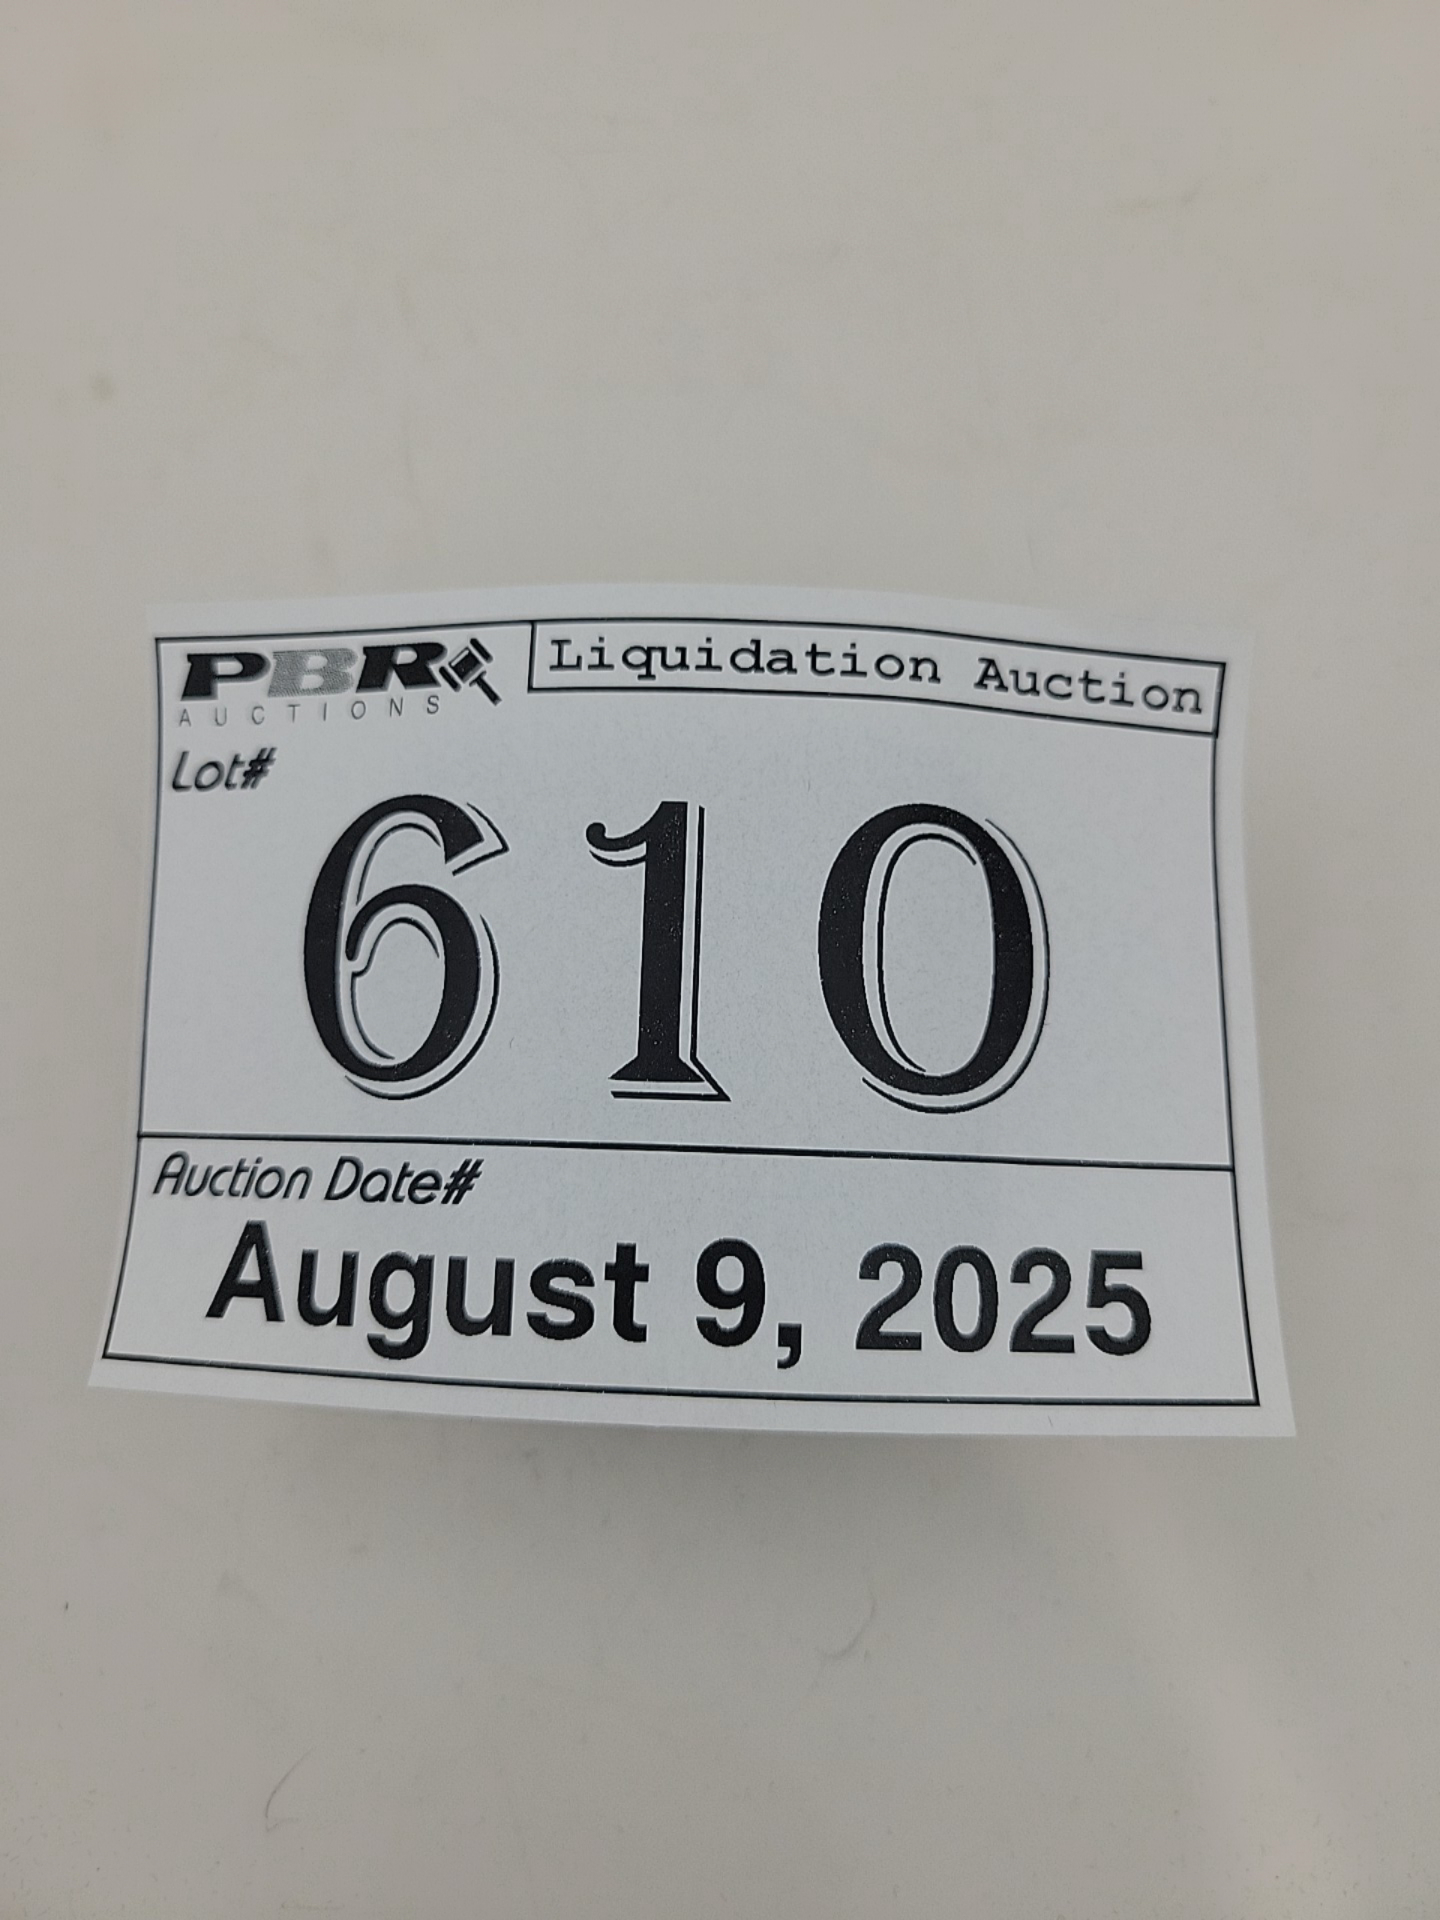 PBR
AUCTIONS
Liquidation Auction
Lot#
610
Auction Date#
August 9, 2025